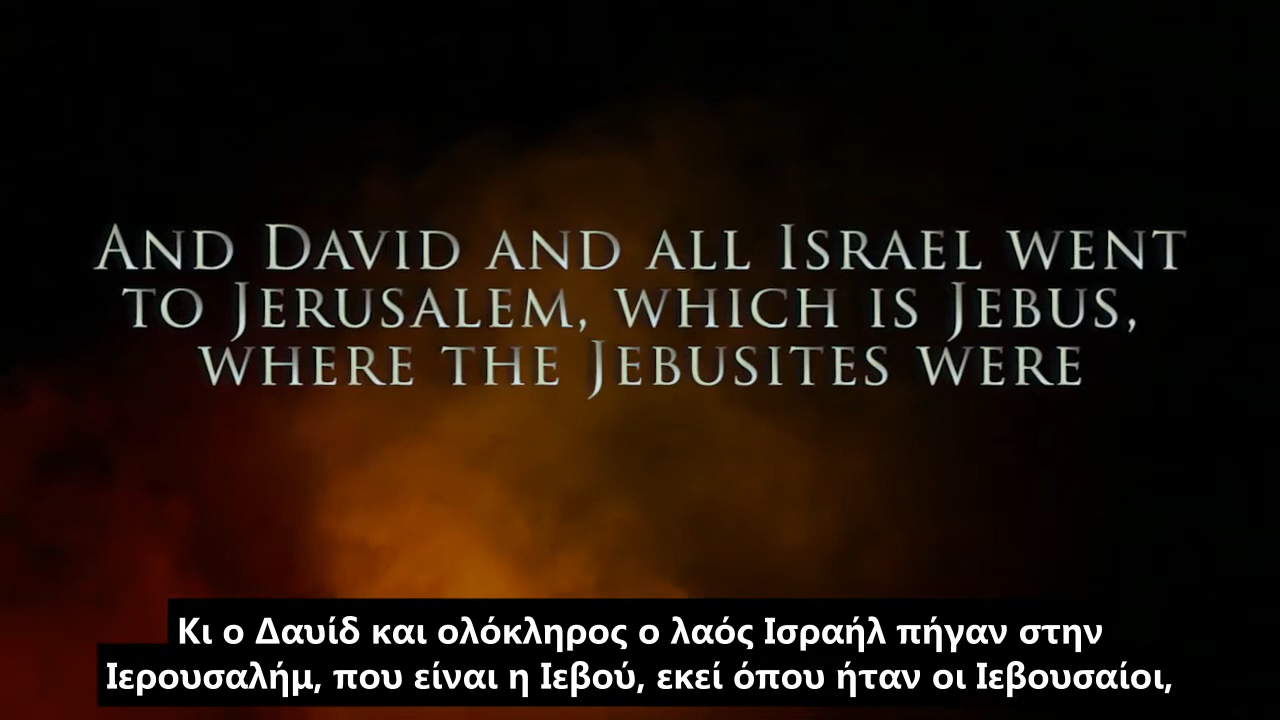 And David and all Israel went
to Jerusalem, which is Jebus,
where the Jebusites were
Κι ο Δαυίδ και ολόκληρος ο λαός Ισραήλ πήγαν στην
Ιερουσαλήμ, που είναι η Ιεβού, εκεί όπου ήταν οι Ιεβουσαίοι,